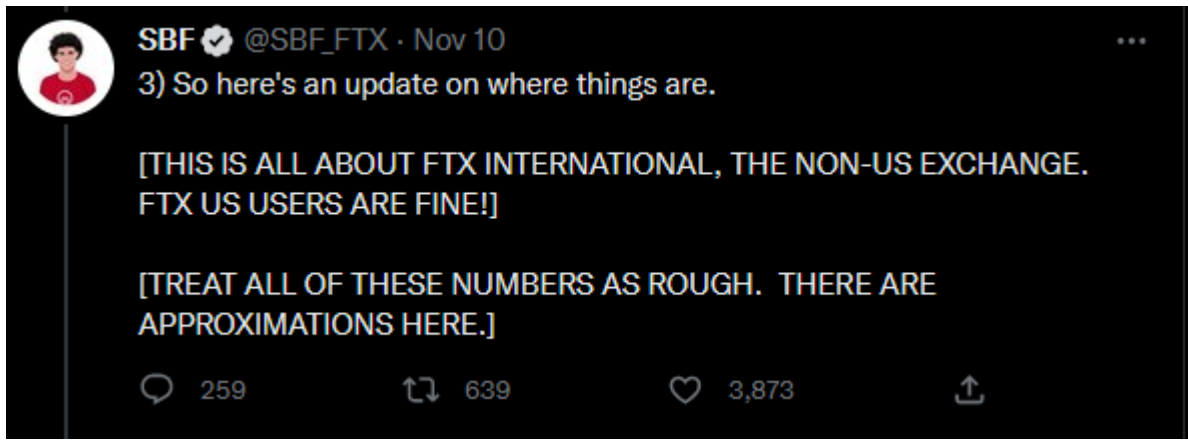 SBF @SBF_FTX · Nov 10
3) So here's an update on where things are.
[THIS IS ALL ABOUT FTX INTERNATIONAL, THE NON-US EXCHANGE.
FTX US USERS ARE FINE!]
[TREAT ALL OF THESE NUMBERS AS ROUGH.  THERE ARE
APPROXIMATIONS HERE.]
259 639 3,873